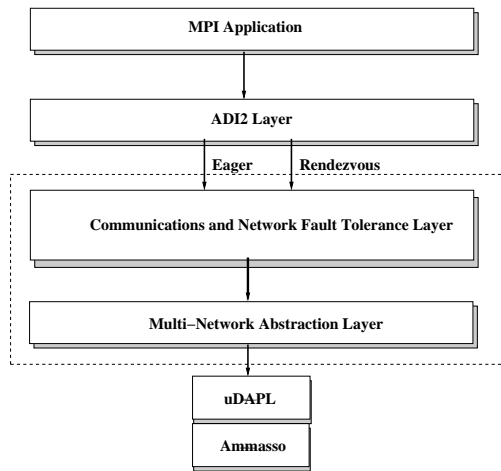 MPI Application
ADI2 Layer
Eager Rendezvous
Communications and Network Fault Tolerance Layer
Multi−Network Abstraction Layer
uDAPL
Ammasso